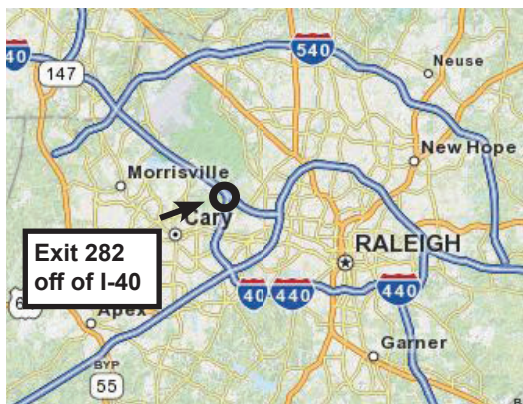 40
147
540
Neuse
New Hope
Morrisville
Cary
Exit 282
off of I-40
RALEIGH
40
440
440
Apex
Garner
BYP
55